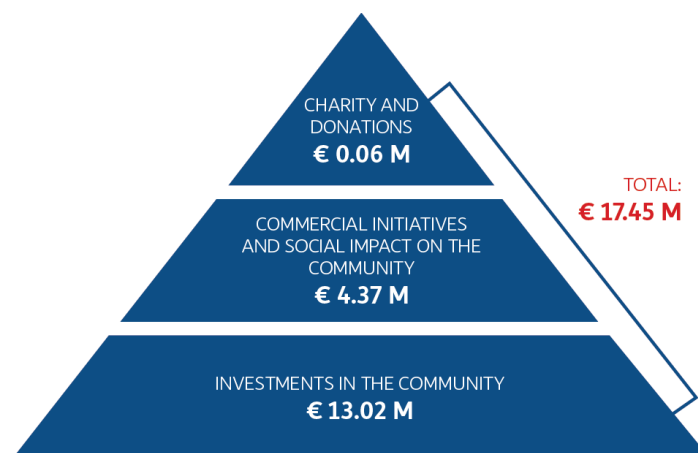 CHARITY AND
DONATIONS
€ 0.06 M
TOTAL:
€ 17.45 M
COMMERCIAL INITIATIVES
AND SOCIAL IMPACT ON THE
COMMUNITY
€ 4.37 M
INVESTMENTS IN THE COMMUNITY
€ 13.02 M